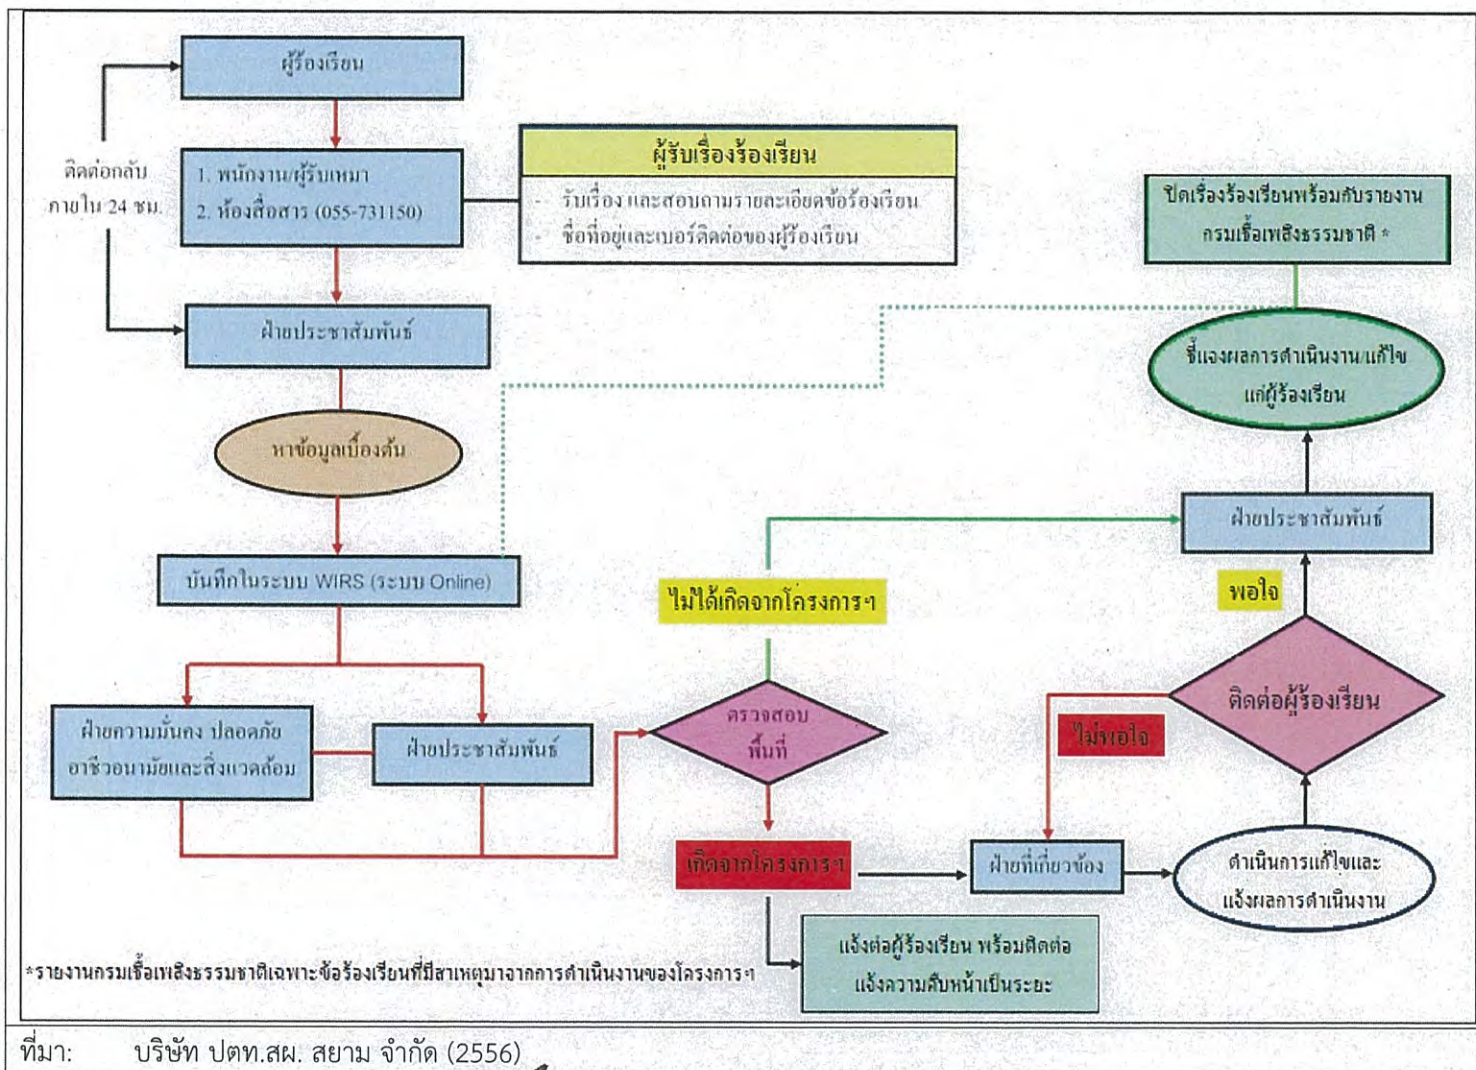 ผู้ร้องเรียน
ติดต่อกลับ
ภายใน 24 ชม.
1. พนักงาน/ผู้รับเหมา
2. ห้องสื่อสาร (055-731150)
ผู้รับเรื่องร้องเรียน
- รับเรื่อง และสอบถามรายละเอียดข้อร้องเรียน
- ชื่อที่อยู่และเบอร์ติดต่อของผู้ร้องเรียน
ฝ่ายประชาสัมพันธ์
หาข้อมูลเบื้องต้น
บันทึกในระบบ WIRS (ระบบ Online)
ฝ่ายความมั่นคง ปลอดภัย
อาชีวอนามัยและสิ่งแวดล้อม
ฝ่ายประชาสัมพันธ์
ตรวจสอบ
พื้นที่
ไม่ได้เกิดจากโครงการฯ
เกิดจากโครงการฯ
แจ้งต่อผู้ร้องเรียน พร้อมติดต่อ
แจ้งความคืบหน้าเป็นระยะ
ฝ่ายที่เกี่ยวข้อง
ดำเนินการแก้ไขและ
แจ้งผลการดำเนินงาน
ติดต่อผู้ร้องเรียน
ไม่พอใจ
พอใจ
ฝ่ายประชาสัมพันธ์
ชี้แจงผลการดำเนินงาน/แก้ไข
แก่ผู้ร้องเรียน
ปิดเรื่องร้องเรียนพร้อมกับรายงาน
กรมเชื้อเพลิงธรรมชาติ *
*รายงานกรมเชื้อเพลิงธรรมชาติเฉพาะข้อร้องเรียนที่มีสาเหตุมาจากการดำเนินงานของโครงการฯ
ที่มา: บริษัท ปตท.สผ. สยาม จำกัด (2556)